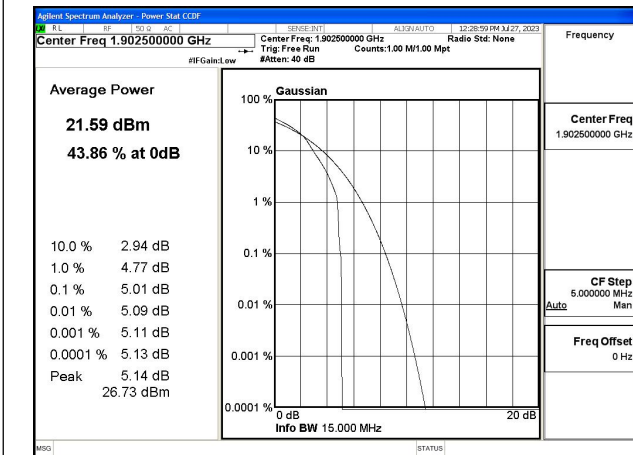 Agilent Spectrum Analyzer - Power Stat CCDF
RL RF 50 Ω AC SENSE:INT ALIGN AUTO 12:28:59 PM Jul 27, 2023
Center Freq 1.902500000 GHz
Center Freq: 1.902500000 GHz Radio Std: None
Trig: Free Run Counts:1.00 M/1.00 Mpt
#IFGain:Low #Atten: 40 dB
Frequency
Average Power
21.59 dBm
43.86 % at 0dB
10.0 % 2.94 dB
1.0 % 4.77 dB
0.1 % 5.01 dB
0.01 % 5.09 dB
0.001 % 5.11 dB
0.0001 % 5.13 dB
Peak 5.14 dB
26.73 dBm
Gaussian
100 %
10 %
1 %
0.1 %
0.01 %
0.001 %
0.0001 %
0 dB 20 dB
Info BW 15.000 MHz
Center Freq
1.902500000 GHz
CF Step
5.000000 MHz
Auto Man
Freq Offset
0 Hz
MSG STATUS